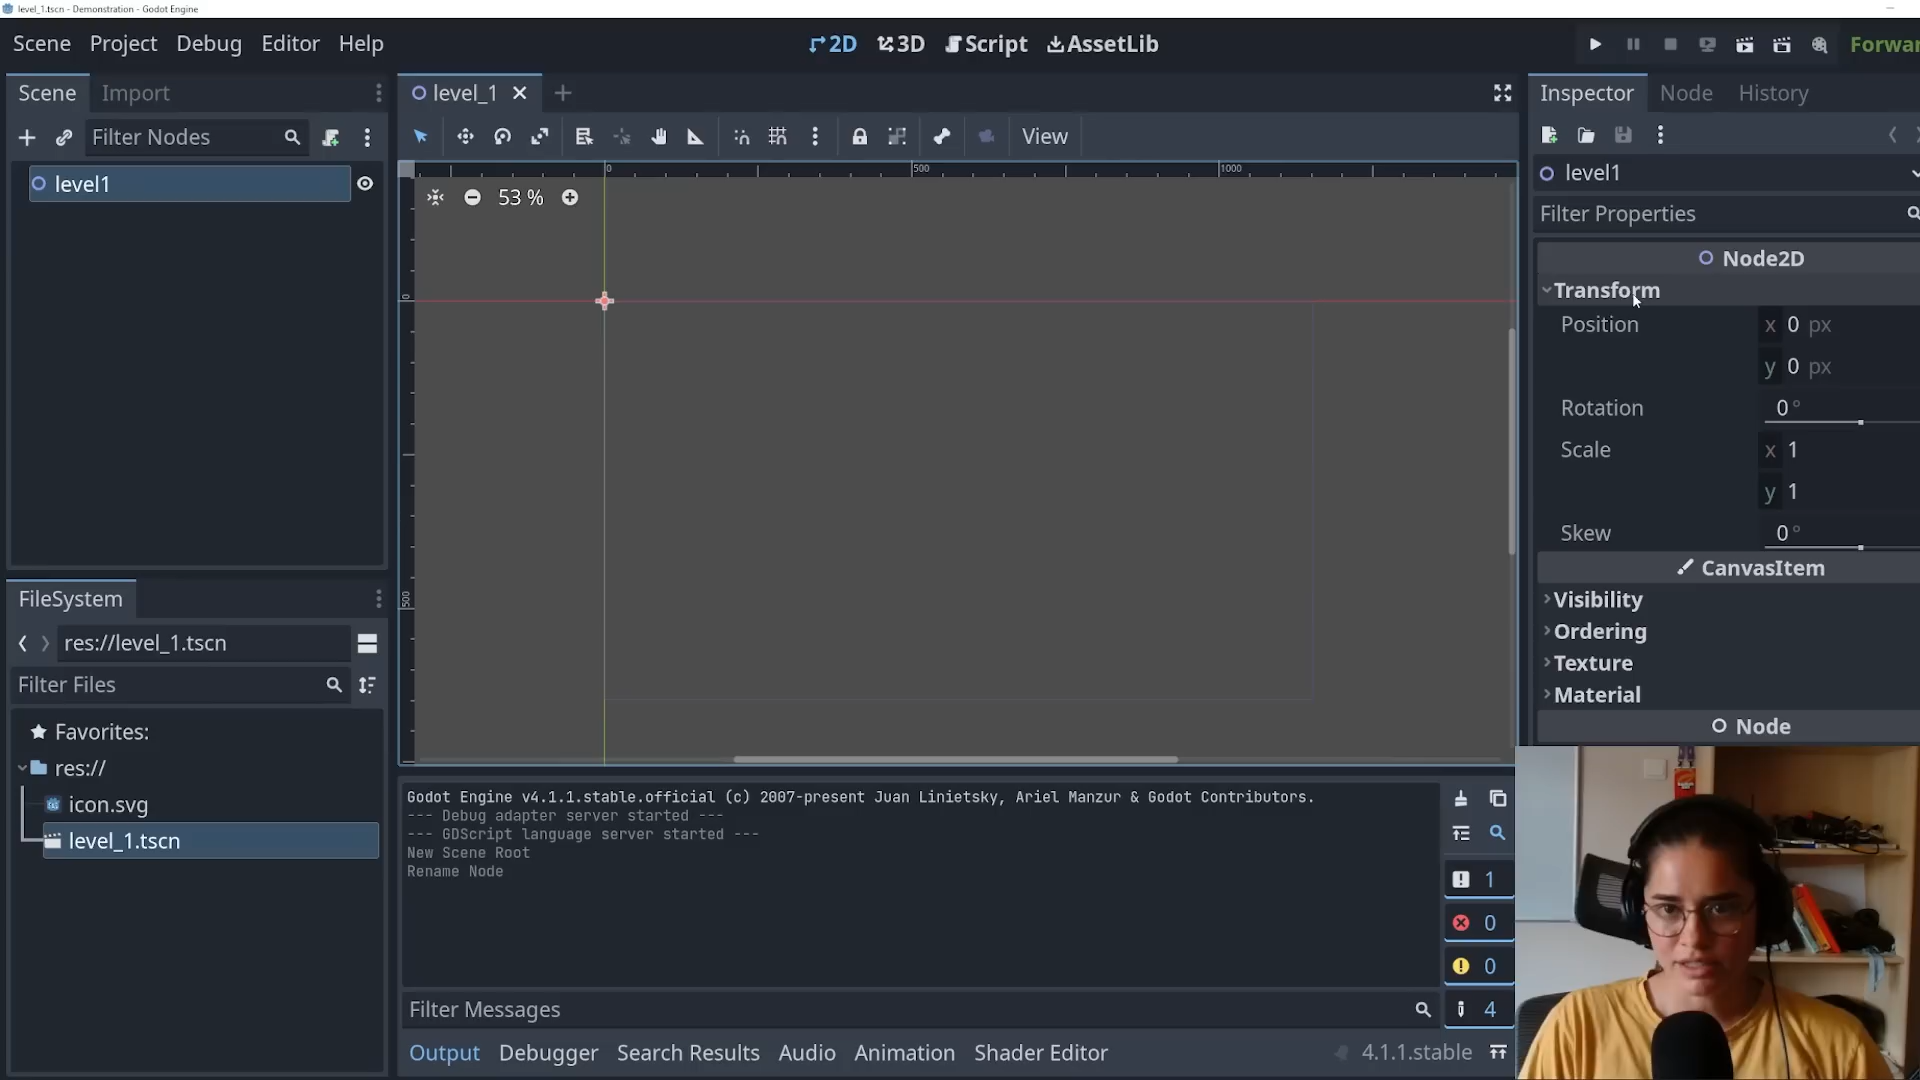 level_1.tscn - Demonstration - Godot Engine
Scene Project Debug Editor Help
2D 3D Script AssetLib
Forwar
Scene Import
Filter Nodes
level1
FileSystem
res://level_1.tscn
Filter Files
Favorites:
res://
icon.svg
level_1.tscn
level_1
View
0 500 1000
53 %
0
500
Godot Engine v4.1.1.stable.official (c) 2007-present Juan Linietsky, Ariel Manzur & Godot Contributors.
--- Debug adapter server started ---
--- GDScript language server started ---
New Scene Root
Rename Node
1
0
0
4
Filter Messages
Output Debugger Search Results Audio Animation Shader Editor
4.1.1.stable
Inspector Node History
level1
Filter Properties
Node2D
Transform
Position x 0 px
y 0 px
Rotation 0 °
Scale x 1
y 1
Skew 0 °
CanvasItem
Visibility
Ordering
Texture
Material
Node